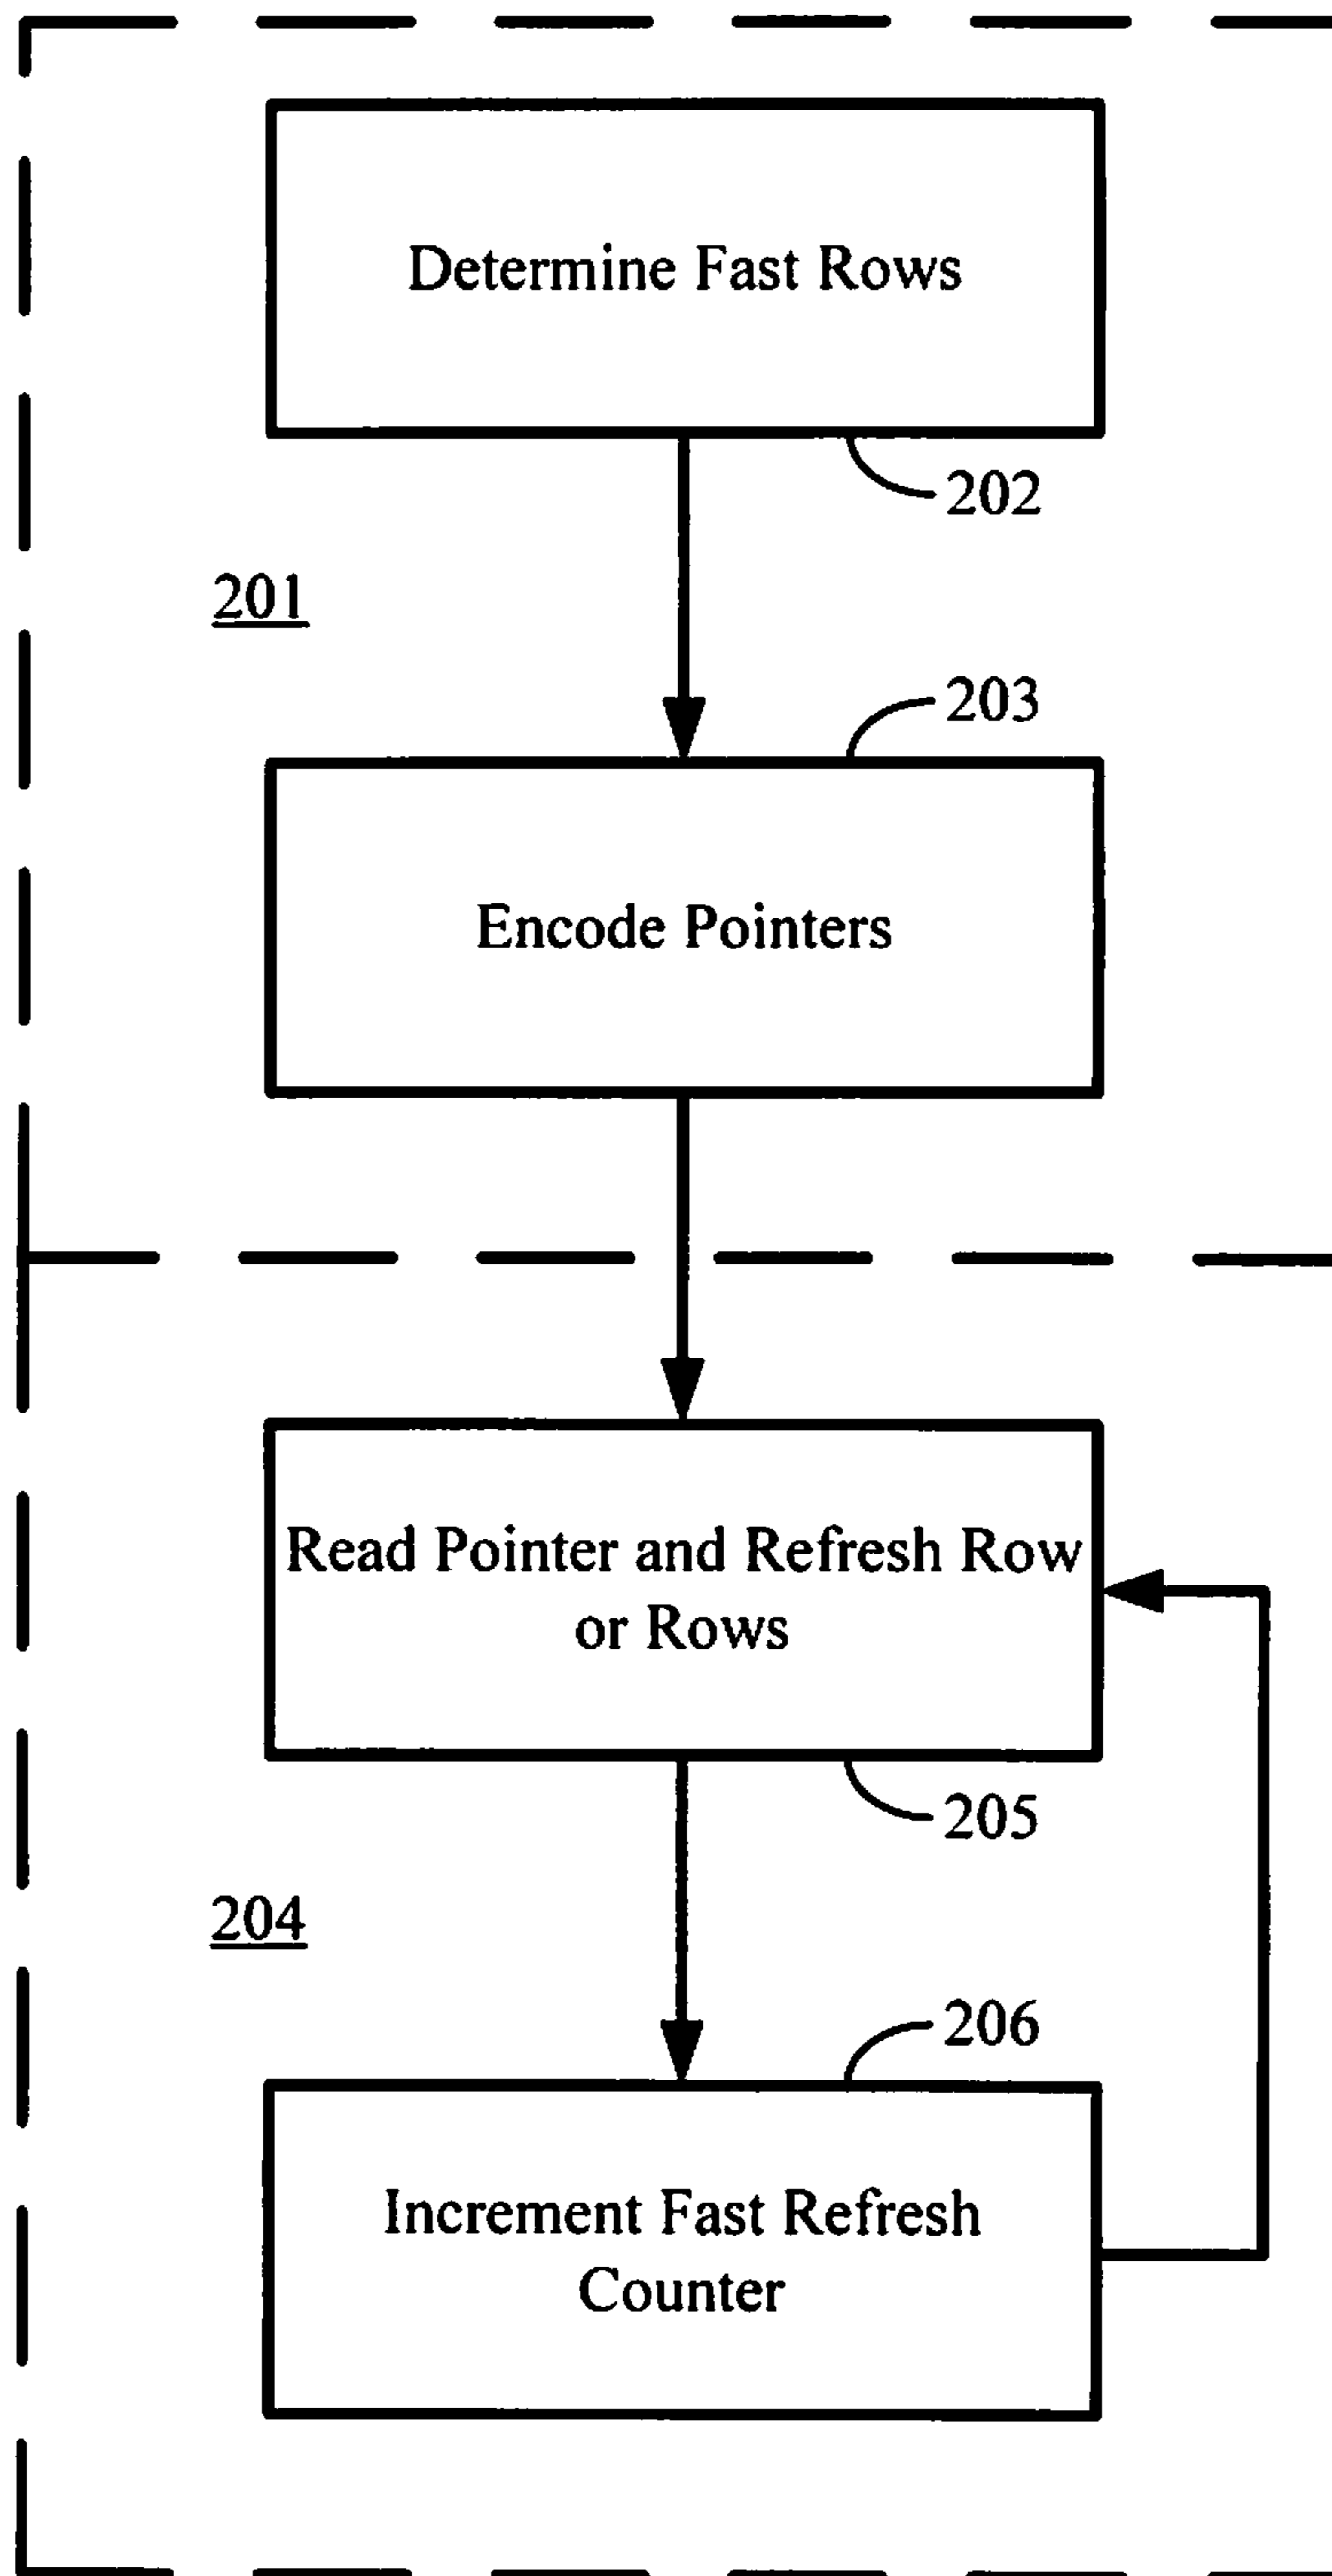 Determine Fast Rows
202
201
203
Encode Pointers
Read Pointer and Refresh Row
or Rows
205
204
206
Increment Fast Refresh
Counter